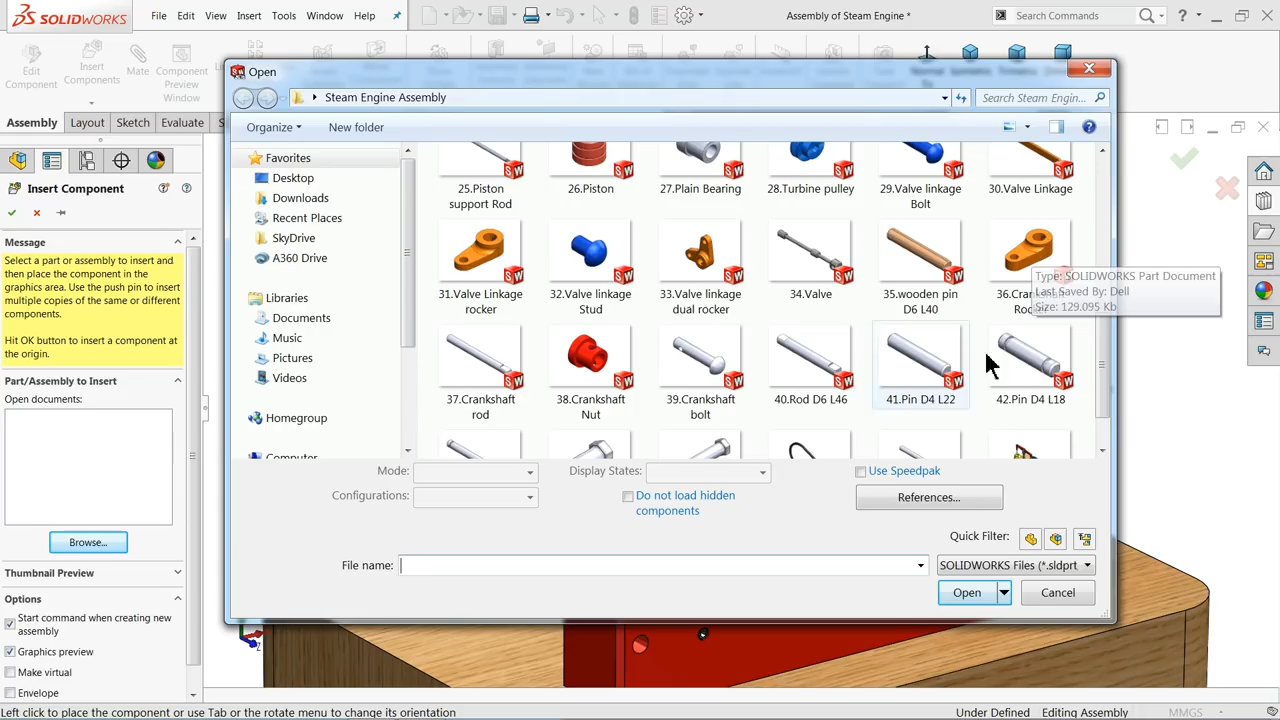 SOLIDWORKS
File
Edit
View
Insert
Tools
Window
Help
Assembly of Steam Engine *
Search Commands
Edit
Component
Insert
Components
Mate
Component
Preview
Window
Assembly
Layout
Sketch
Evaluate
Insert Component
Message
Select a part or assembly to insert and
then place the component in the
graphics area. Use the push pin to insert
multiple copies of the same or different
components.
Hit OK button to insert a component at
the origin.
Part/Assembly to Insert
Open documents:
Browse...
Thumbnail Preview
Options
Start command when creating new
assembly
Graphics preview
Make virtual
Envelope
Open
Steam Engine Assembly
Search Steam Engin...
Organize
New folder
Favorites
Desktop
Downloads
Recent Places
SkyDrive
A360 Drive
Libraries
Documents
Music
Pictures
Videos
Homegroup
Computer
25.Piston
support Rod
26.Piston
27.Plain Bearing
28.Turbine pulley
29.Valve linkage
Bolt
30.Valve Linkage
31.Valve Linkage
rocker
32.Valve linkage
Stud
33.Valve linkage
dual rocker
34.Valve
35.wooden pin
D6 L40
Type: SOLIDWORKS Part Document
Last Saved By: Dell
Size: 129.095 Kb
37.Crankshaft
rod
38.Crankshaft
Nut
39.Crankshaft
bolt
40.Rod D6 L46
41.Pin D4 L22
42.Pin D4 L18
Mode:
Display States:
Use Speedpak
Configurations:
Do not load hidden
components
References...
Quick Filter:
File name:
SOLIDWORKS Files (*.sldprt
Open
Cancel
Left click to place the component or use Tab or the rotate menu to change its orientation
Under Defined
Editing Assembly
MMGS